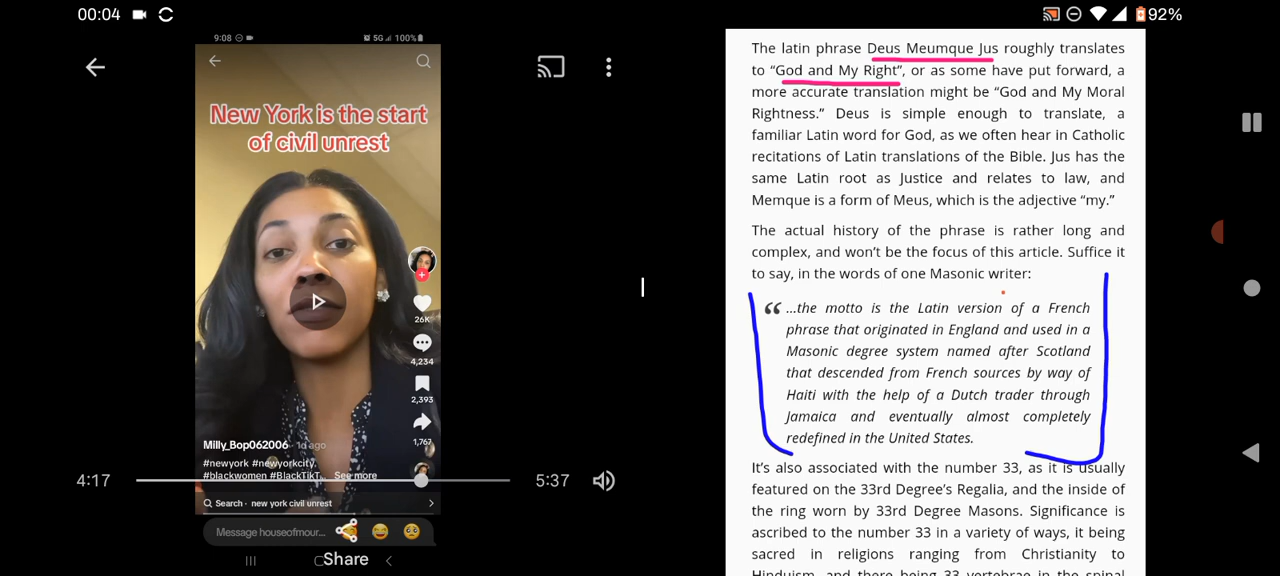 00:04
92%
9:08
5G
100%
New York is the start
of civil unrest
26K
4,234
2,393
1,767
Milly_Bop062006 · 1d ago
#newyork #newyorkcity.
#blackwomen #BlackTikT... See more
4:17
5:37
Search · new york civil unrest
Message houseofmour...
Share
The latin phrase Deus Meumque Jus roughly translates
to “God and My Right”, or as some have put forward, a
more accurate translation might be “God and My Moral
Rightness.” Deus is simple enough to translate, a
familiar Latin word for God, as we often hear in Catholic
recitations of Latin translations of the Bible. Jus has the
same Latin root as Justice and relates to law, and
Memque is a form of Meus, which is the adjective “my.”
The actual history of the phrase is rather long and
complex, and won’t be the focus of this article. Suffice it
to say, in the words of one Masonic writer:
“ ...the motto is the Latin version of a French
phrase that originated in England and used in a
Masonic degree system named after Scotland
that descended from French sources by way of
Haiti with the help of a Dutch trader through
Jamaica and eventually almost completely
redefined in the United States.
It’s also associated with the number 33, as it is usually
featured on the 33rd Degree’s Regalia, and the inside of
the ring worn by 33rd Degree Masons. Significance is
ascribed to the number 33 in a variety of ways, it being
sacred in religions ranging from Christianity to
Hinduism, and there being 33 vertebrae in the spinal